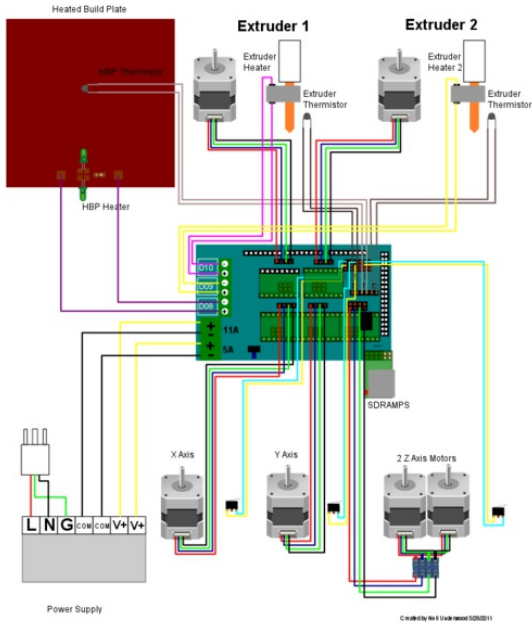 Heated Build Plate
Extruder 1
Extruder 2
HBP Thermistor
Extruder
Heater
Extruder
Heater 2
Extruder
Thermistor
Extruder
Thermistor
HBP Heater
D10
D09
D08
11A
5A
SDRAMPS
X Axis
Y Axis
2 Z Axis Motors
L N G COM COM V+ V+
Power Supply
Created by Neil Underwood 5/20/2011